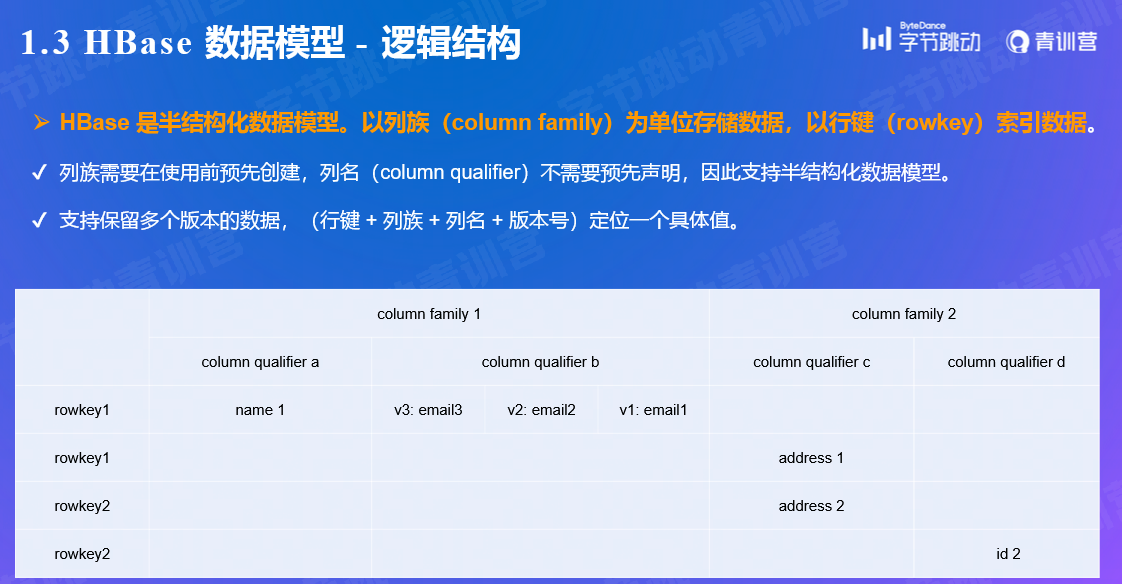 1.3 HBase 数据模型 - 逻辑结构
ByteDance
字节跳动
青训营
➢ HBase 是半结构化数据模型。以列族（column family）为单位存储数据，以行键（rowkey）索引数据。
✓ 列族需要在使用前预先创建，列名（column qualifier）不需要预先声明，因此支持半结构化数据模型。
✓ 支持保留多个版本的数据，（行键 + 列族 + 列名 + 版本号）定位一个具体值。
column family 1 column family 2
column qualifier a column qualifier b column qualifier c column qualifier d
rowkey1 name 1 v3: email3 v2: email2 v1: email1
rowkey1 address 1
rowkey2 address 2
rowkey2 id 2